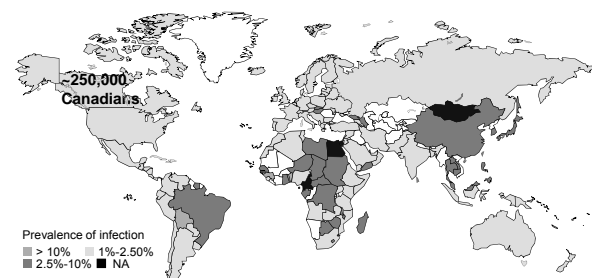 ~250,000
Canadians
Prevalence of infection
> 10% 1%-2.50%
2.5%-10% NA